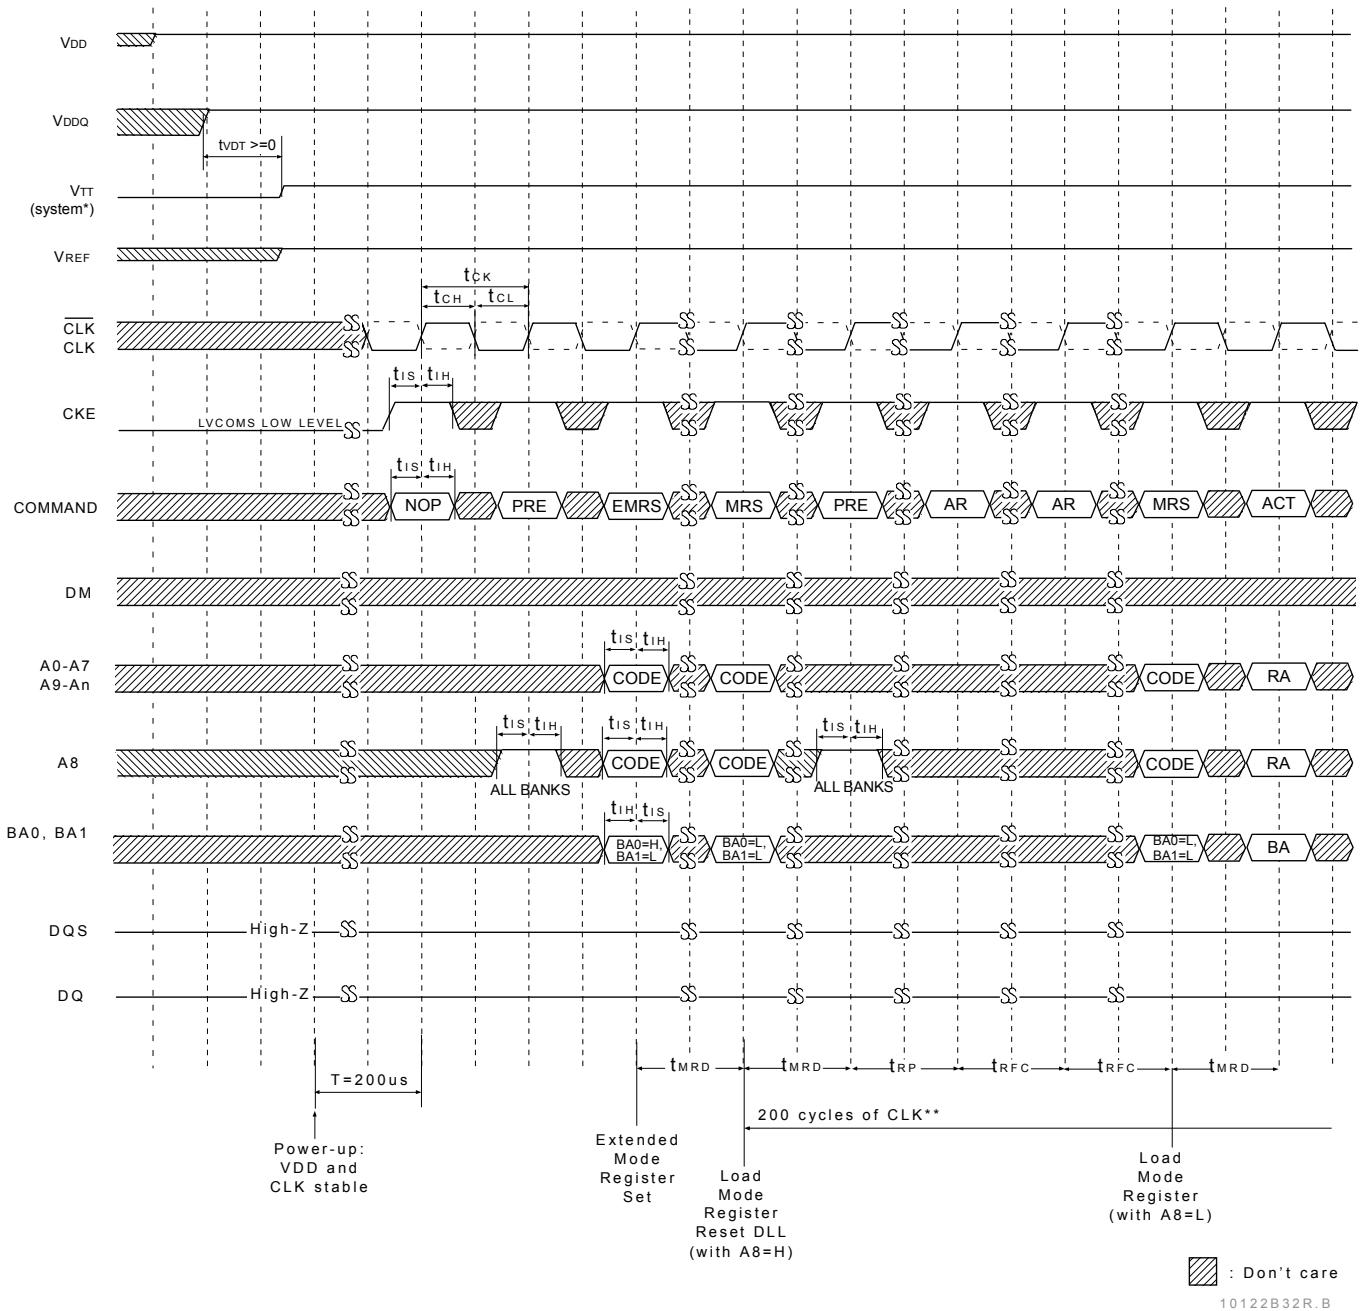 VDD
VDDQ
tVDT >=0
VTT
(system*)
VREF
tCK
tCH tCL
CLK
CLK
tIS tIH
CKE
LVCOMS LOW LEVEL
tIS tIH
COMMAND NOP PRE EMRS MRS PRE AR AR MRS ACT
DM
tIS tIH
A0-A7
A9-An
CODE CODE CODE RA
tIS tIH tIS tIH tIS tIH
A8 CODE CODE CODE RA
ALL BANKS ALL BANKS
tIH tIS
BA0, BA1
BA0=H, BA0=L, BA0=L,
BA1=L BA1=L BA1=L BA
DQS High-Z
DQ High-Z
tMRD tMRD tRP tRFC tRFC tMRD
T=200us
200 cycles of CLK**
Power-up:
VDD and
CLK stable
Extended
Mode
Register
Set
Load
Mode
Register
Reset DLL
(with A8=H)
Load
Mode
Register
(with A8=L)
: Don't care
10122B32R.B